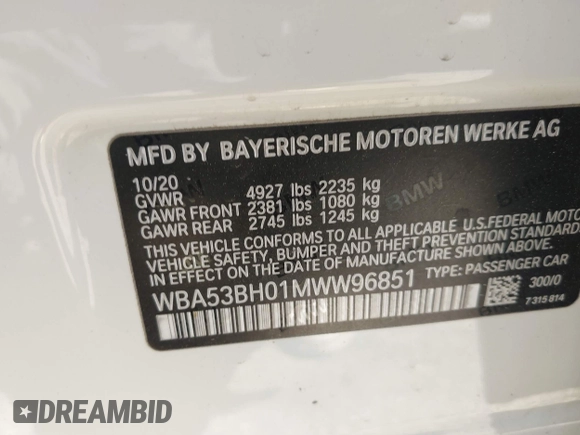 MFD BY BAYERISCHE MOTOREN WERKE AG
10/20
GVWR 4927 lbs 2235 kg
GAWR FRONT 2381 lbs 1080 kg
GAWR REAR 2745 lbs 1245 kg
THIS VEHICLE CONFORMS TO ALL APPLICABLE U.S.FEDERAL MOTO
VEHICLE SAFETY, BUMPER AND THEFT PREVENTION STANDARDS
IN EFFECT ON THE DATE OF MANUFACTURE SHOWN ABOVE.
WBA53BH01MWW96851 TYPE: PASSENGER CAR
300/0
7315814
BMW
DREAMBID